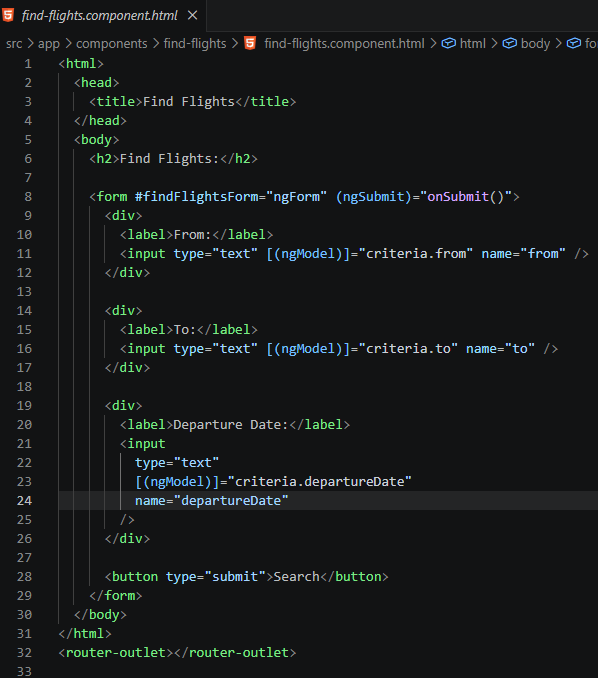 find-flights.component.html ×
src > app > components > find-flights > find-flights.component.html > html > body > fo
1 <html>
2 <head>
3 <title>Find Flights</title>
4 </head>
5 <body>
6 <h2>Find Flights:</h2>
7
8 <form #findFlightsForm="ngForm" (ngSubmit)="onSubmit()">
9 <div>
10 <label>From:</label>
11 <input type="text" [(ngModel)]="criteria.from" name="from" />
12 </div>
13
14 <div>
15 <label>To:</label>
16 <input type="text" [(ngModel)]="criteria.to" name="to" />
17 </div>
18
19 <div>
20 <label>Departure Date:</label>
21 <input
22 type="text"
23 [(ngModel)]="criteria.departureDate"
24 name="departureDate"
25 />
26 </div>
27
28 <button type="submit">Search</button>
29 </form>
30 </body>
31 </html>
32 <router-outlet></router-outlet>
33